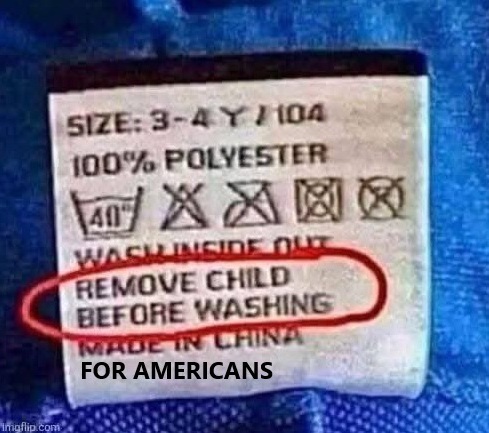 SIZE: 3-4 Y / 104
100% POLYESTER
40°
WASH INSIDE OUT
REMOVE CHILD
BEFORE WASHING
MADE IN CHINA
FOR AMERICANS
imgflip.com